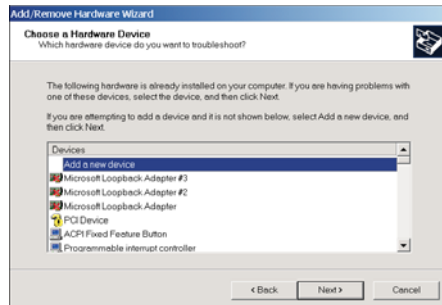 Add/Remove Hardware Wizard
Choose a Hardware Device
Which hardware device do you want to troubleshoot?
The following hardware is already installed on your computer. If you are having problems with
one of these devices, select the device, and then click Next.
If you are attempting to add a device and it is not shown below, select Add a new device, and
then click Next.
Devices
Add a new device
Microsoft Loopback Adapter #3
Microsoft Loopback Adapter #2
Microsoft Loopback Adapter
PCI Device
ACPI Fixed Feature Button
Programmable interrupt controller
< Back Next > Cancel